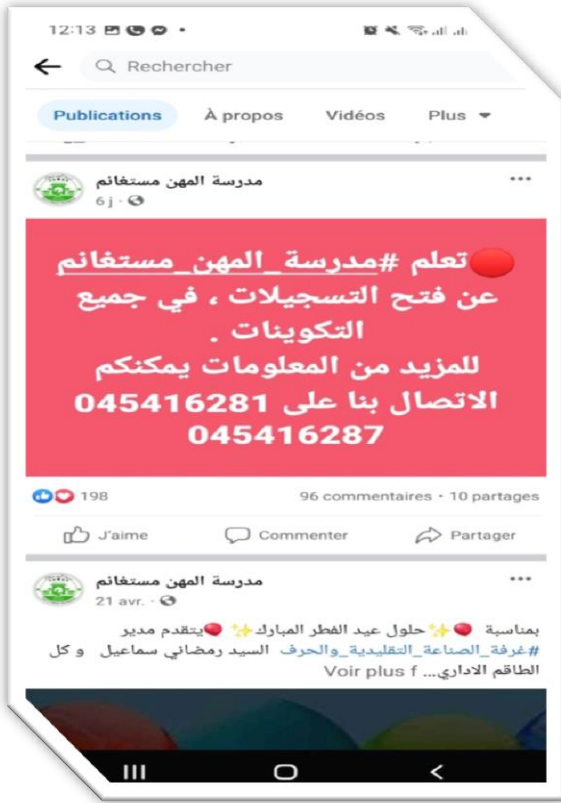 12:13
Rechercher
Publications À propos Vidéos Plus
مدرسة المهن مستغانم
6 j
تعلم #مدرسة_المهن_مستغانم
عن فتح التسجيلات ، في جميع
التكوينات .
للمزيد من المعلومات يمكنكم
الاتصال بنا على 045416281
045416287
198 96 commentaires • 10 partages
J'aime Commenter Partager
مدرسة المهن مستغانم
21 avr.
بمناسبة حلول عيد الفطر المبارك يتقدم مدير
#غرفة_الصناعة_التقليدية_والحرف السيد رمضاني سماعيل و كل
الطاقم الاداري... Voir plus f